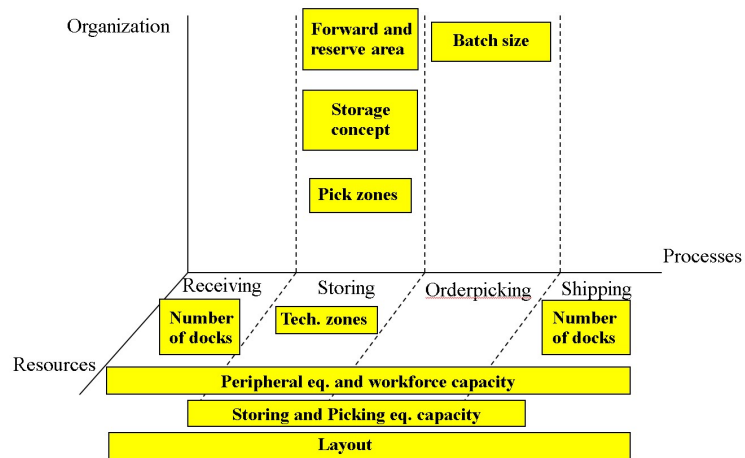 Organization
Forward and
reserve area
Batch size
Storage
concept
Pick zones
Processes
Receiving
Storing
Orderpicking
Shipping
Number
of docks
Tech. zones
Number
of docks
Resources
Peripheral eq. and workforce capacity
Storing and Picking eq. capacity
Layout